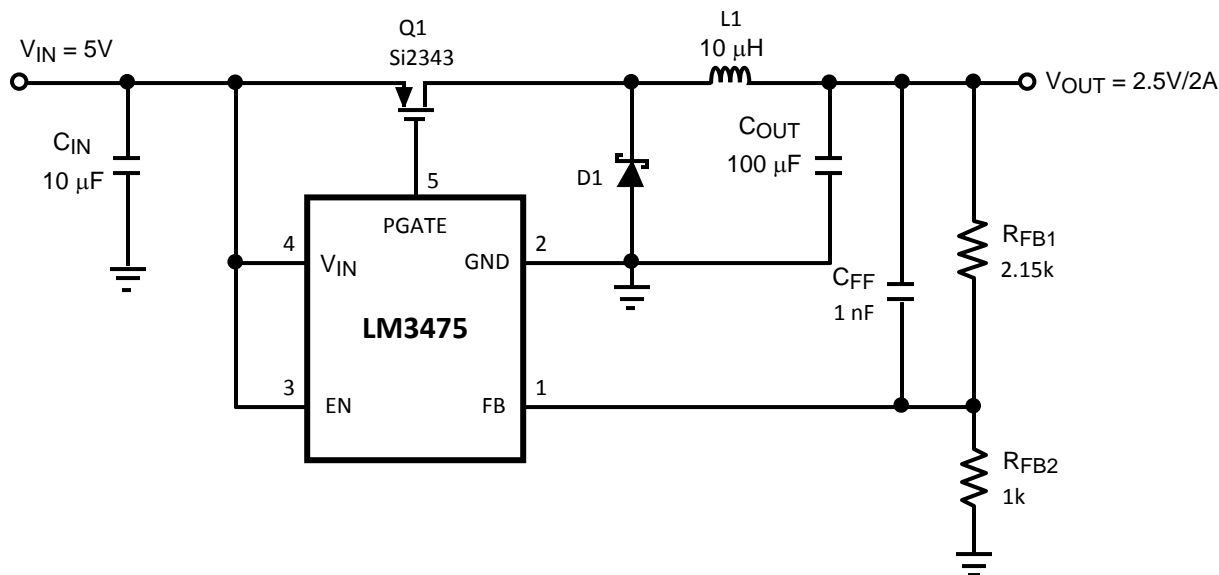 V_IN = 5V
Q1
Si2343
L1
10 μH
V_OUT = 2.5V/2A
C_IN
10 μF
C_OUT
100 μF
D1
5
PGATE
4
V_IN
GND
2
LM3475
3
EN
FB
1
C_FF
1 nF
R_FB1
2.15k
R_FB2
1k